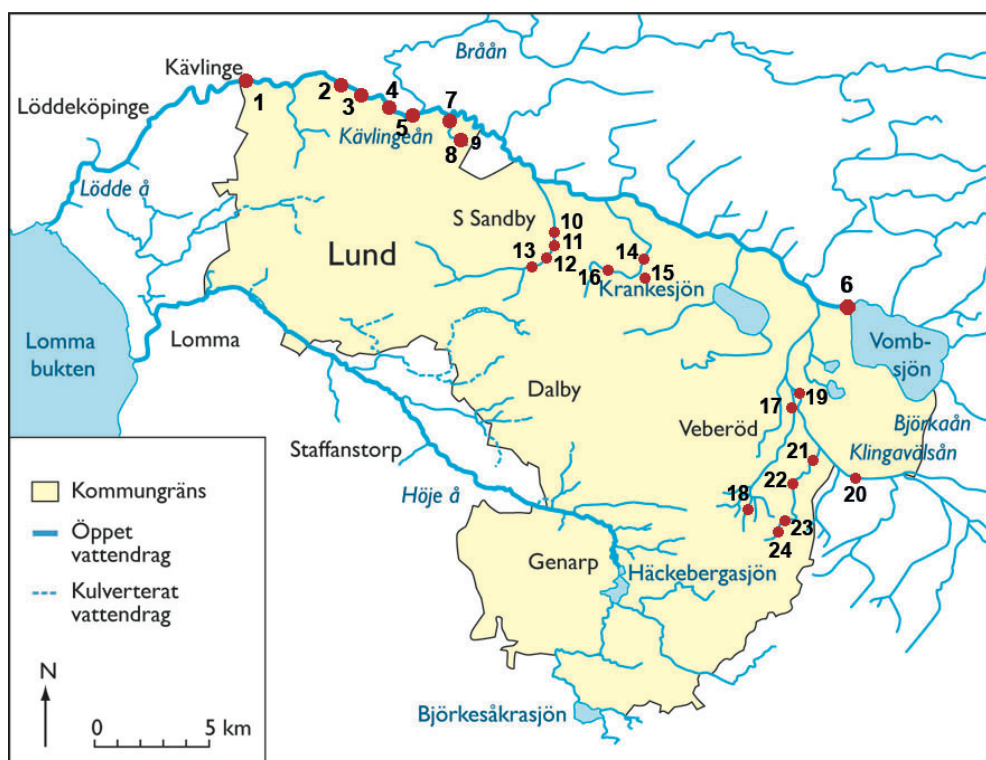 Bråån
Kävlinge
Löddeköpinge
1
2
3
4
5
7
8
9
Kävlingeån
Lödde å
S Sandby
10
11
12
13
14
15
16
Krankesjön
Lund
6
Vomb-
sjön
Lomma
bukten
Lomma
Dalby
17
19
Veberöd
Björkaån
Klingavälsån
Staffanstorp
21
20
22
18
23
24
Höje å
Genarp
Häckebergasjön
Björkesåkrasjön
Kommungräns
Öppet
vattendrag
Kulverterat
vattendrag
N
0 5 km